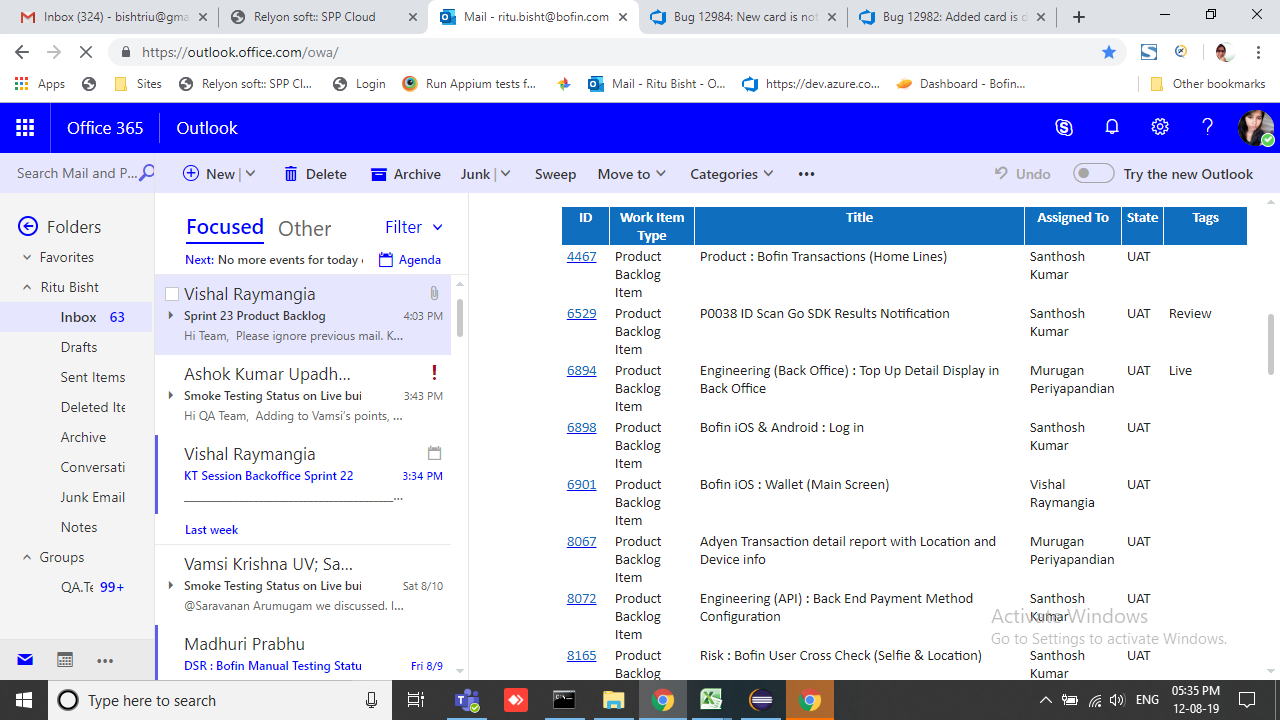 Inbox (324) - bishtriu@gma
Relyon soft:: SPP Cloud
Mail - ritu.bisht@bofin.com
Bug 12984: New card is not
Bug 12982: Added card is d
https://outlook.office.com/owa/
Apps
Sites
Relyon soft:: SPP Cl...
Login
Run Appium tests f...
Mail - Ritu Bisht - O...
https://dev.azure.co...
Dashboard - Bofin...
Other bookmarks
Office 365
Outlook
Search Mail and P...
New
Delete
Archive
Junk
Sweep
Move to
Categories
Undo
Try the new Outlook
Folders
Favorites
Ritu Bisht
Inbox 63
Drafts
Sent Items
Deleted Ite
Archive
Conversati
Junk Email
Notes
Groups
QA.Te 99+
Focused
Other
Filter
Next: No more events for today
Agenda
Vishal Raymangia
Sprint 23 Product Backlog
4:03 PM
Hi Team, Please ignore previous mail. K...
Ashok Kumar Upadh...
Smoke Testing Status on Live bui
3:43 PM
Hi QA Team, Adding to Vamsi's points, ...
Vishal Raymangia
KT Session Backoffice Sprint 22
3:34 PM
Last week
Vamsi Krishna UV; Sa...
Smoke Testing Status on Live bui
Sat 8/10
@Saravanan Arumugam we discussed. I...
Madhuri Prabhu
DSR : Bofin Manual Testing Statu
Fri 8/9
ID
Work Item
Type
Title
Assigned To
State
Tags
4467
Product
Backlog
Item
Product : Bofin Transactions (Home Lines)
Santhosh
Kumar
UAT
6529
Product
Backlog
Item
P0038 ID Scan Go SDK Results Notification
Santhosh
Kumar
UAT
Review
6894
Product
Backlog
Item
Engineering (Back Office) : Top Up Detail Display in
Back Office
Murugan
Periyapandian
UAT
Live
6898
Product
Backlog
Item
Bofin iOS & Android : Log in
Santhosh
Kumar
UAT
6901
Product
Backlog
Item
Bofin iOS : Wallet (Main Screen)
Vishal
Raymangia
UAT
8067
Product
Backlog
Item
Adyen Transaction detail report with Location and
Device info
Murugan
Periyapandian
UAT
8072
Product
Backlog
Item
Engineering (API) : Back End Payment Method
Configuration
Santhosh
Kumar
UAT
8165
Product
Backlog
Risk : Bofin User Cross Check (Selfie & Location)
Santhosh
Kumar
UAT
Activate Windows
Go to Settings to activate Windows.
Type here to search
ENG
05:35 PM
12-08-19